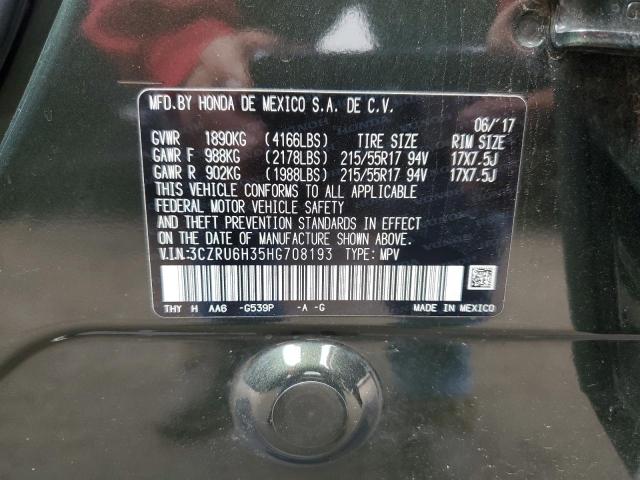 MFD.BY HONDA DE MEXICO S.A. DE C.V.
06/'17
GVWR 1890KG (4166LBS) TIRE SIZE RIM SIZE
GAWR F 988KG (2178LBS) 215/55R17 94V 17X7.5J
GAWR R 902KG (1988LBS) 215/55R17 94V 17X7.5J
THIS VEHICLE CONFORMS TO ALL APPLICABLE
FEDERAL MOTOR VEHICLE SAFETY
AND THEFT PREVENTION STANDARDS IN EFFECT
ON THE DATE OF MANUFACTURE SHOWN ABOVE.
V.I.N:3CZRU6H35HG708193 TYPE: MPV
THY H AA6 -G539P -A -G MADE IN MEXICO